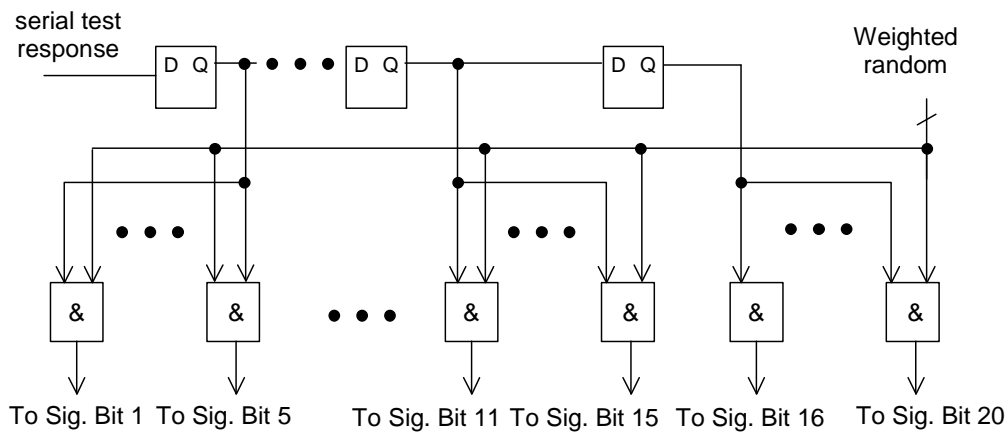 serial test
response
Weighted
random
D Q
D Q
D Q
&
&
&
&
&
&
To Sig. Bit 1
To Sig. Bit 5
To Sig. Bit 11
To Sig. Bit 15
To Sig. Bit 16
To Sig. Bit 20